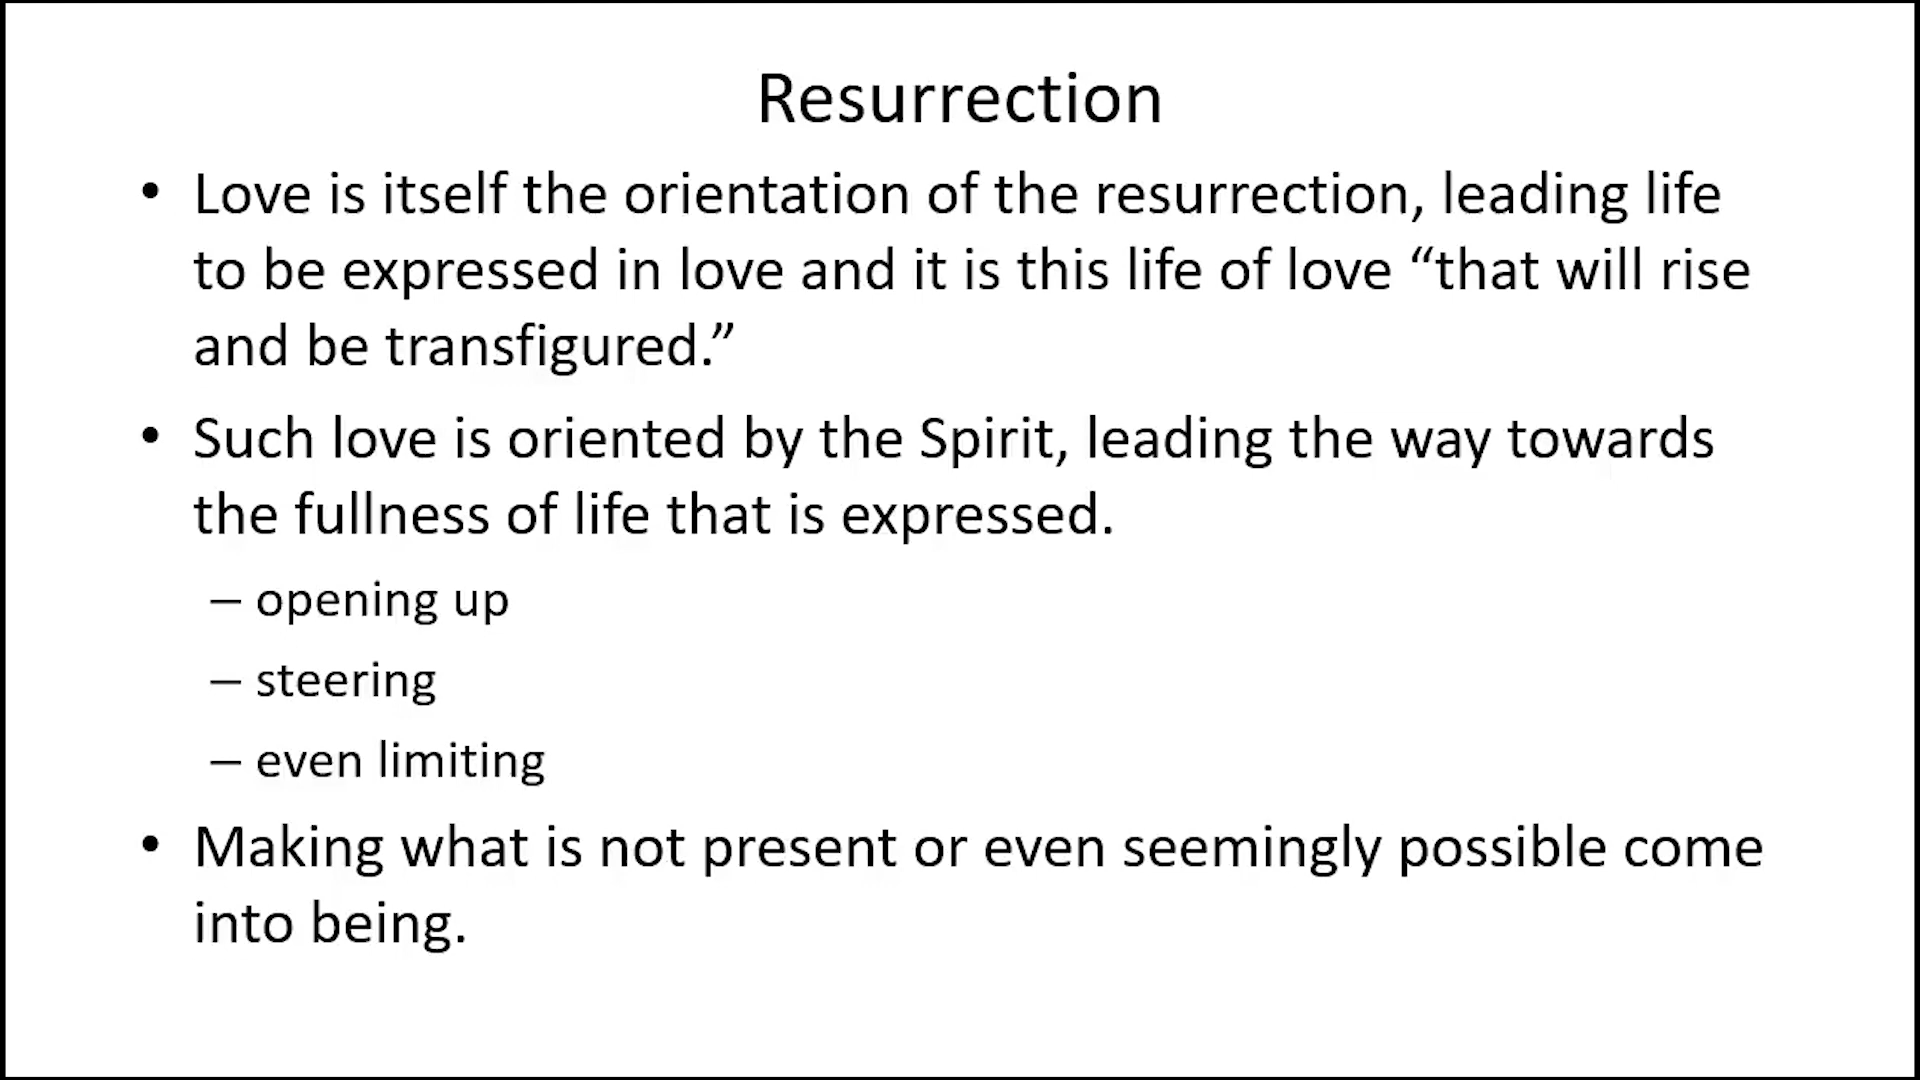 Resurrection
• Love is itself the orientation of the resurrection, leading life
to be expressed in love and it is this life of love “that will rise
and be transfigured.”
• Such love is oriented by the Spirit, leading the way towards
the fullness of life that is expressed.
– opening up
– steering
– even limiting
• Making what is not present or even seemingly possible come
into being.